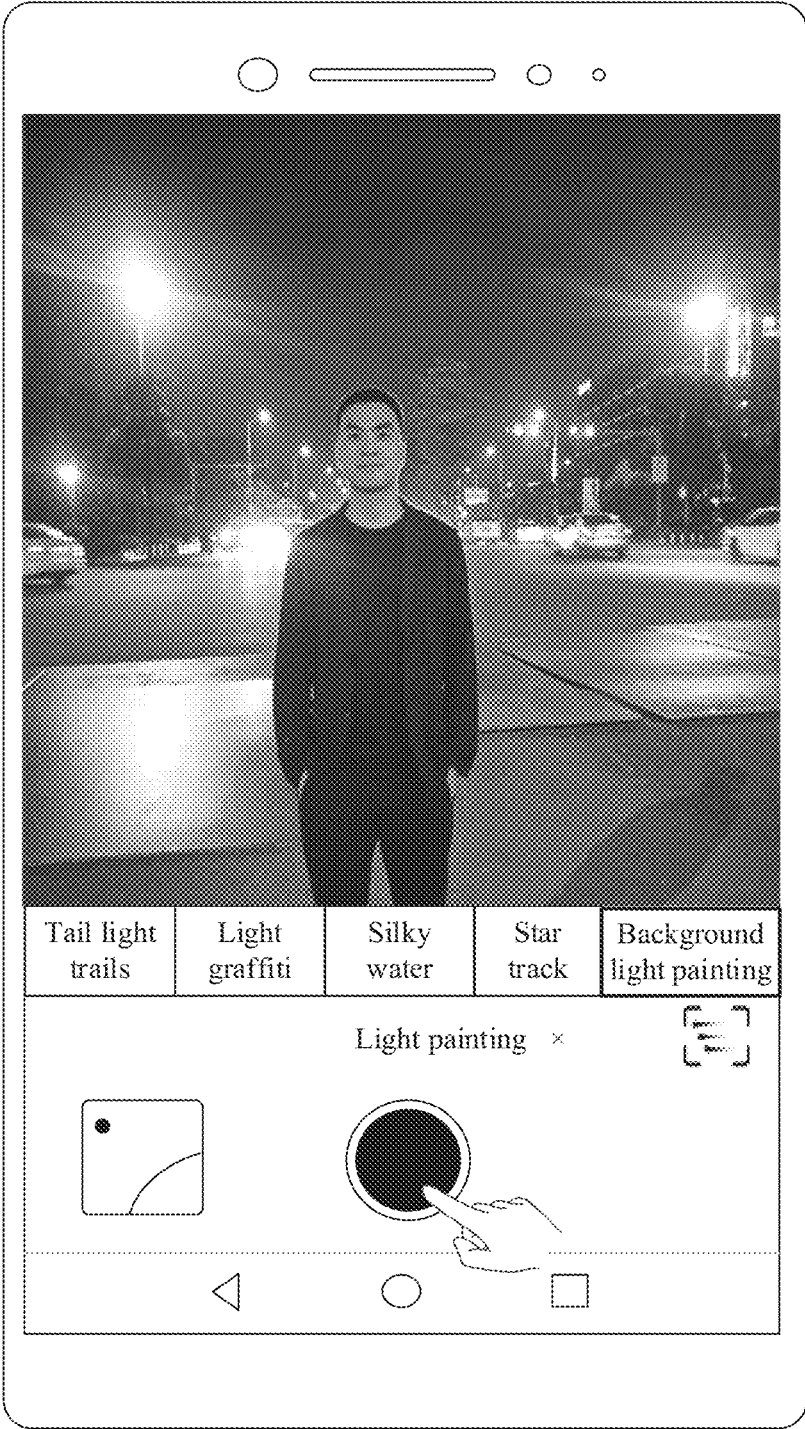 Tail light
trails
Light
graffiti
Silky
water
Star
track
Background
light painting
Light painting ×